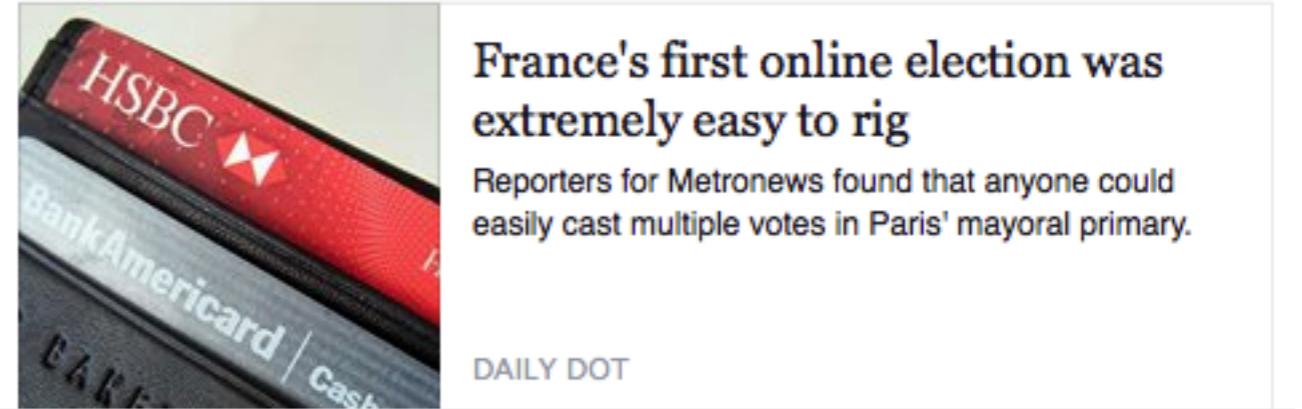 HSBC
BankAmericard
Cash
France's first online election was
extremely easy to rig
Reporters for Metronews found that anyone could
easily cast multiple votes in Paris' mayoral primary.
DAILY DOT